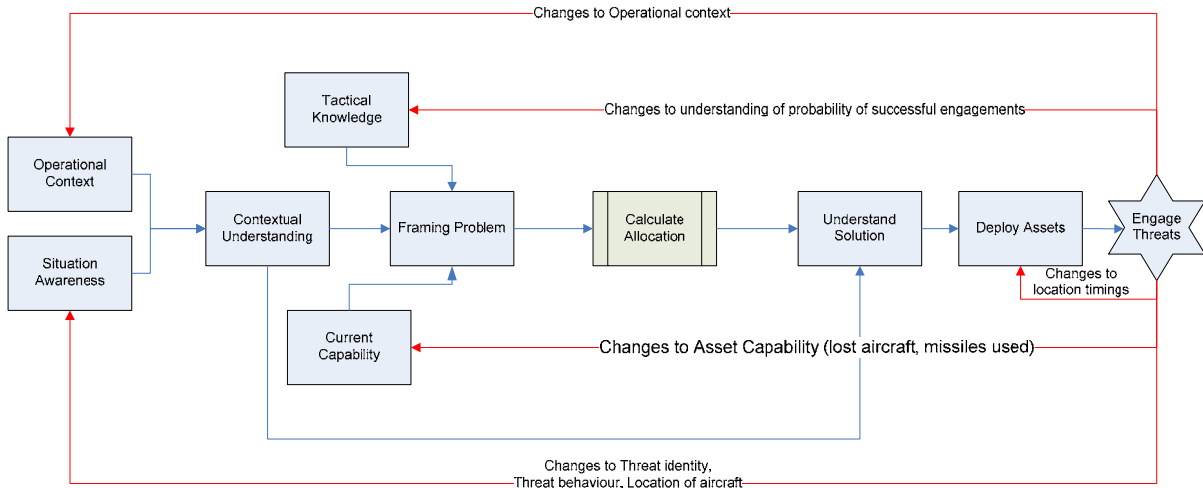 Changes to Operational context
Tactical
Knowledge
Changes to understanding of probability of successful engagements
Operational
Context
Contextual
Understanding
Framing Problem
Calculate
Allocation
Understand
Solution
Deploy Assets
Engage
Threats
Situation
Awareness
Changes to
location timings
Current
Capability
Changes to Asset Capability (lost aircraft, missiles used)
Changes to Threat identity,
Threat behaviour, Location of aircraft